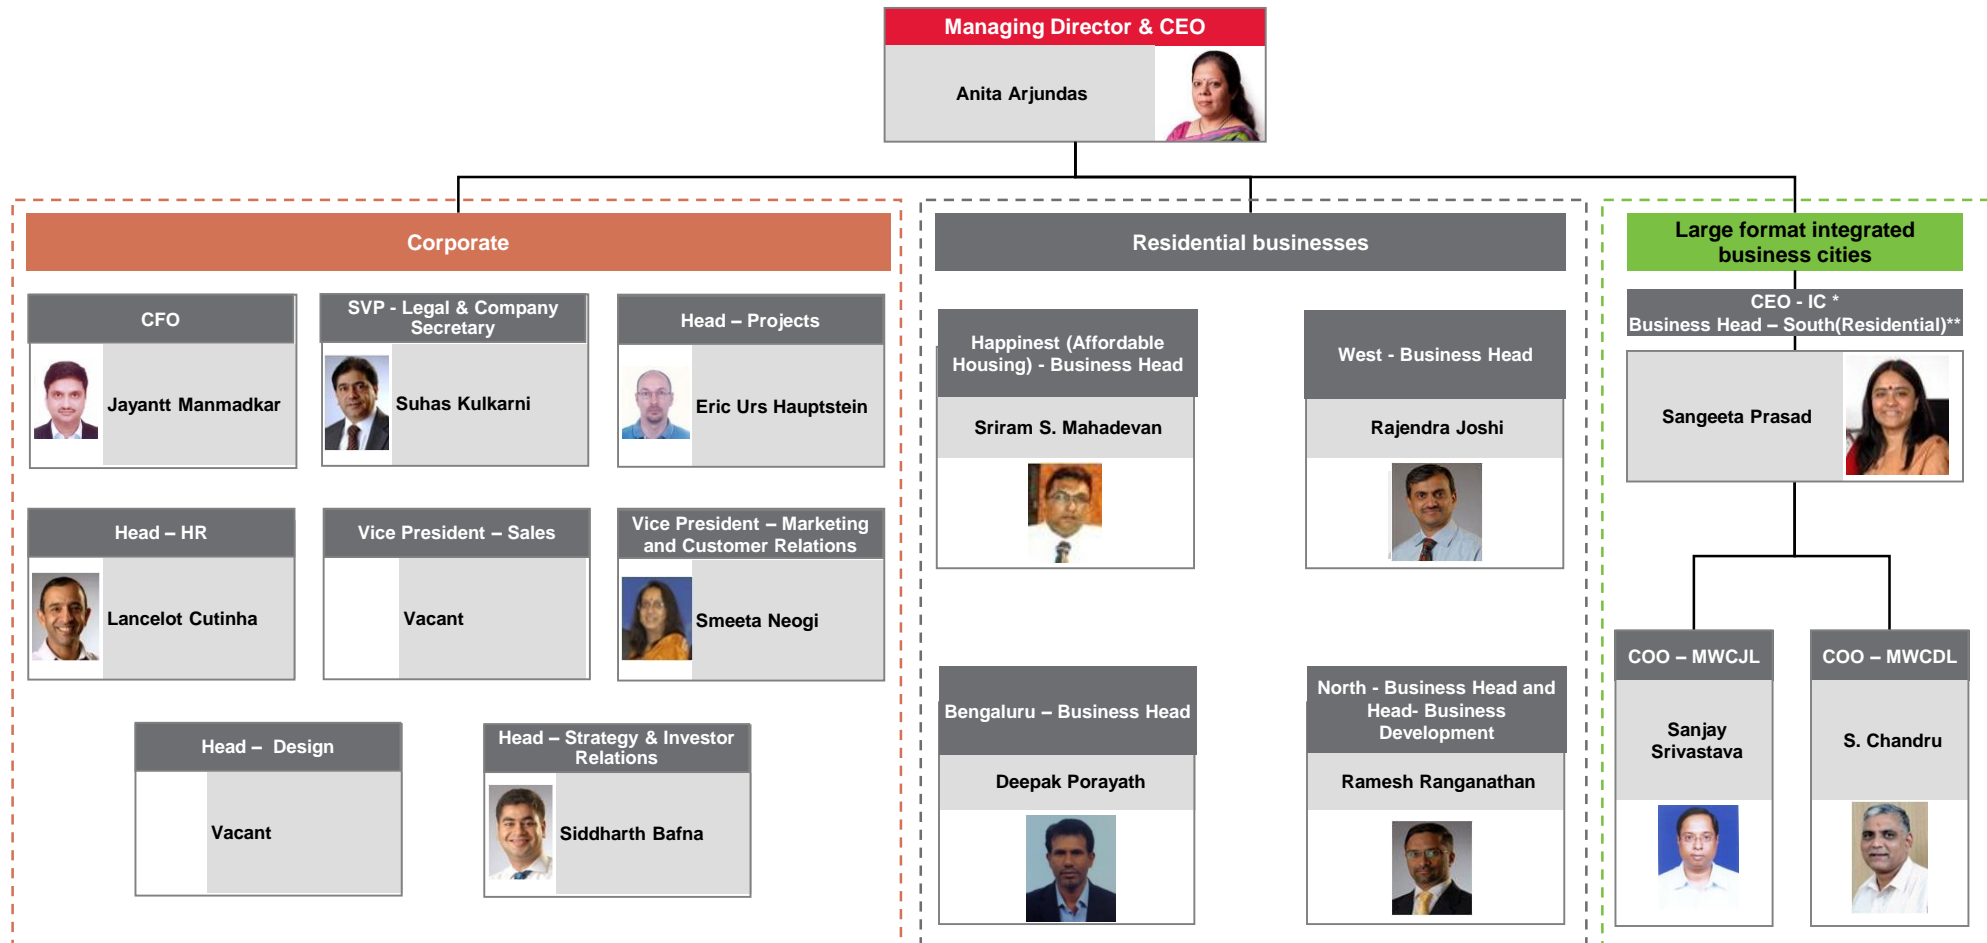 Managing Director & CEO
Anita Arjundas
Corporate
CFO
Jayantt Manmadkar
SVP - Legal & Company
Secretary
Suhas Kulkarni
Head – Projects
Eric Urs Hauptstein
Head – HR
Lancelot Cutinha
Vice President – Sales
Vacant
Vice President – Marketing
and Customer Relations
Smeeta Neogi
Head –  Design
Vacant
Head – Strategy & Investor
Relations
Siddharth Bafna
Residential businesses
Happinest (Affordable
Housing) - Business Head
Sriram S. Mahadevan
West - Business Head
Rajendra Joshi
Bengaluru – Business Head
Deepak Porayath
North - Business Head and
Head- Business
Development
Ramesh Ranganathan
Large format integrated
business cities
CEO - IC *
Business Head – South(Residential)**
Sangeeta Prasad
COO – MWCJL
Sanjay
Srivastava
COO – MWCDL
S. Chandru